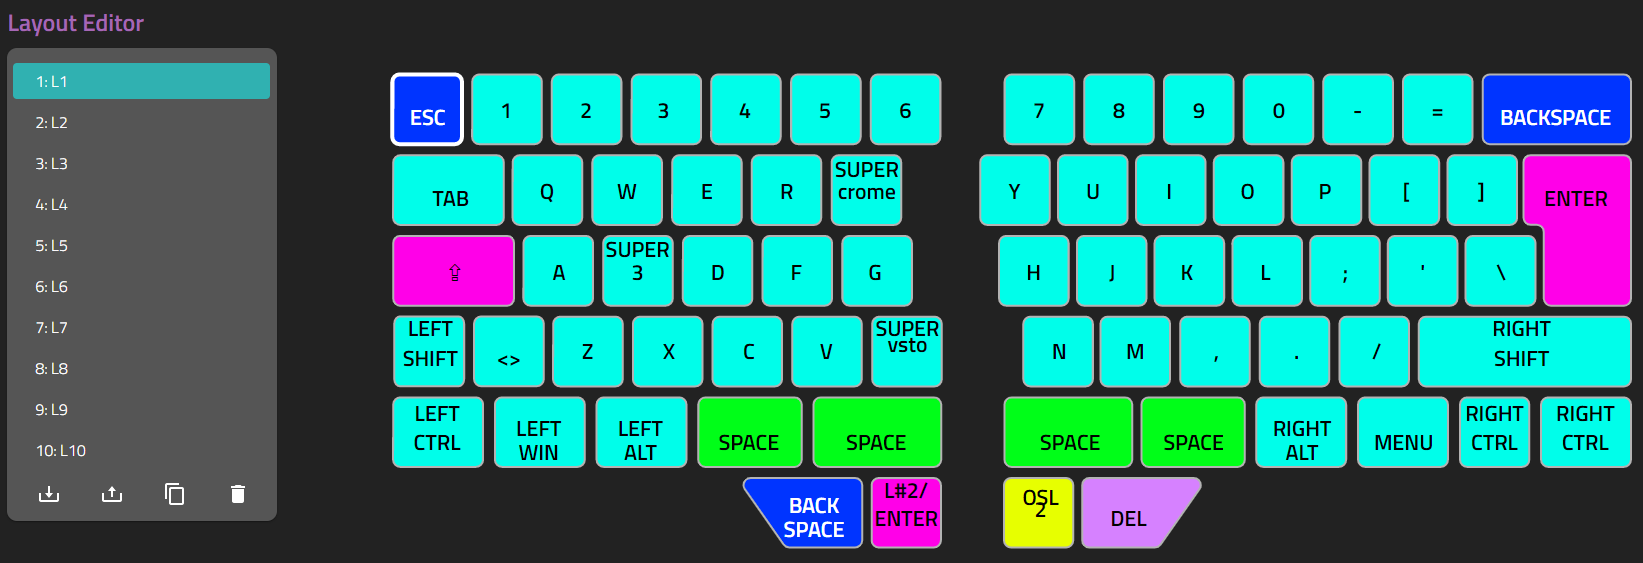 Layout Editor
1: L1
2: L2
3: L3
4: L4
5: L5
6: L6
7: L7
8: L8
9: L9
10: L10
ESC 1 2 3 4 5 6 7 8 9 0 - = BACKSPACE
TAB Q W E R SUPER crome Y U I O P [ ] ENTER
⇧ A SUPER 3 D F G H J K L ; ' \
LEFT SHIFT <> Z X C V SUPER vsto N M , . / RIGHT SHIFT
LEFT CTRL LEFT WIN LEFT ALT SPACE SPACE SPACE SPACE RIGHT ALT MENU RIGHT CTRL RIGHT CTRL
BACK SPACE L#2/ ENTER OSL 2 DEL